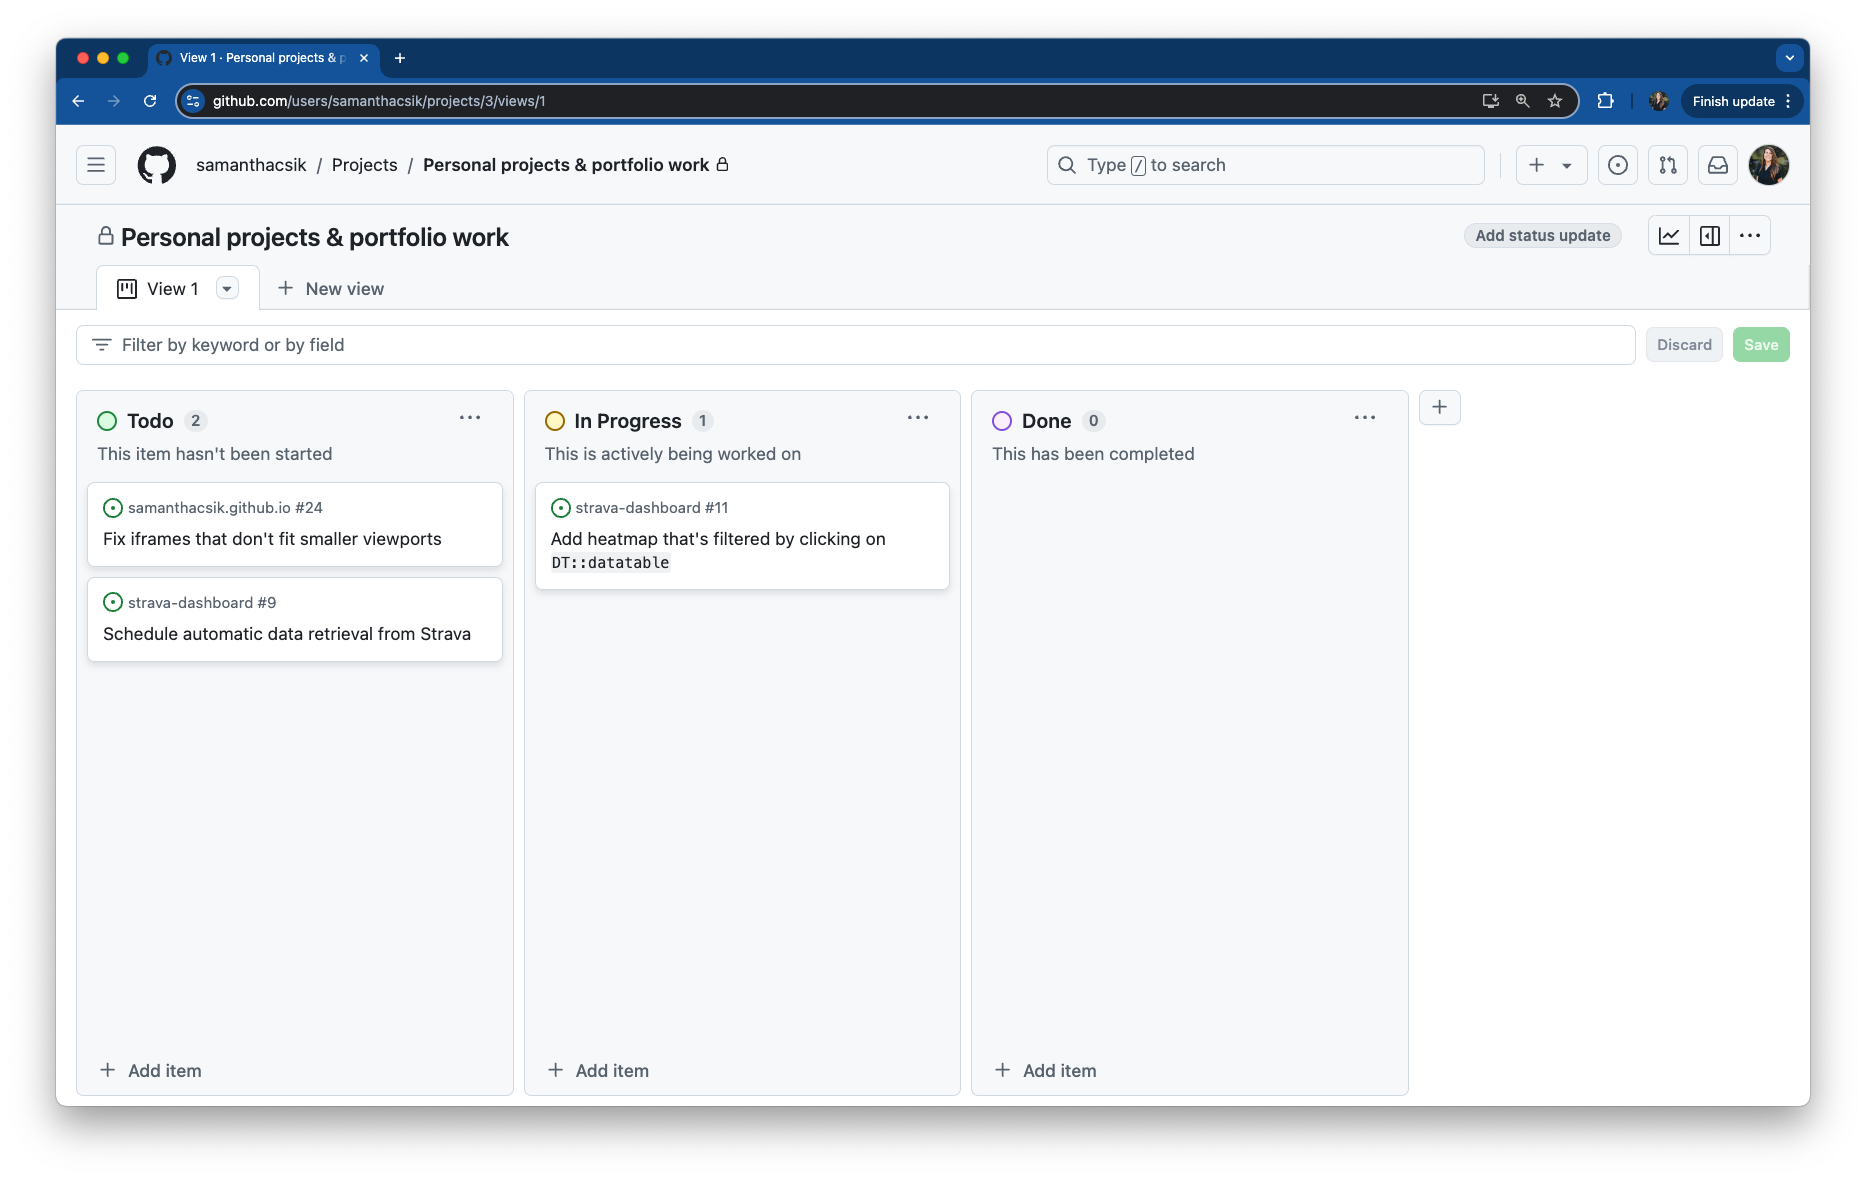 View 1 · Personal projects & p
github.com/users/samanthacsik/projects/3/views/1
Finish update
samanthacsik / Projects / Personal projects & portfolio work
Type / to search
Personal projects & portfolio work
Add status update
View 1
New view
Filter by keyword or by field
Discard
Save
Todo 2
This item hasn't been started
samanthacsik.github.io #24
Fix iframes that don't fit smaller viewports
strava-dashboard #9
Schedule automatic data retrieval from Strava
Add item
In Progress 1
This is actively being worked on
strava-dashboard #11
Add heatmap that's filtered by clicking on
DT::datatable
Add item
Done 0
This has been completed
Add item